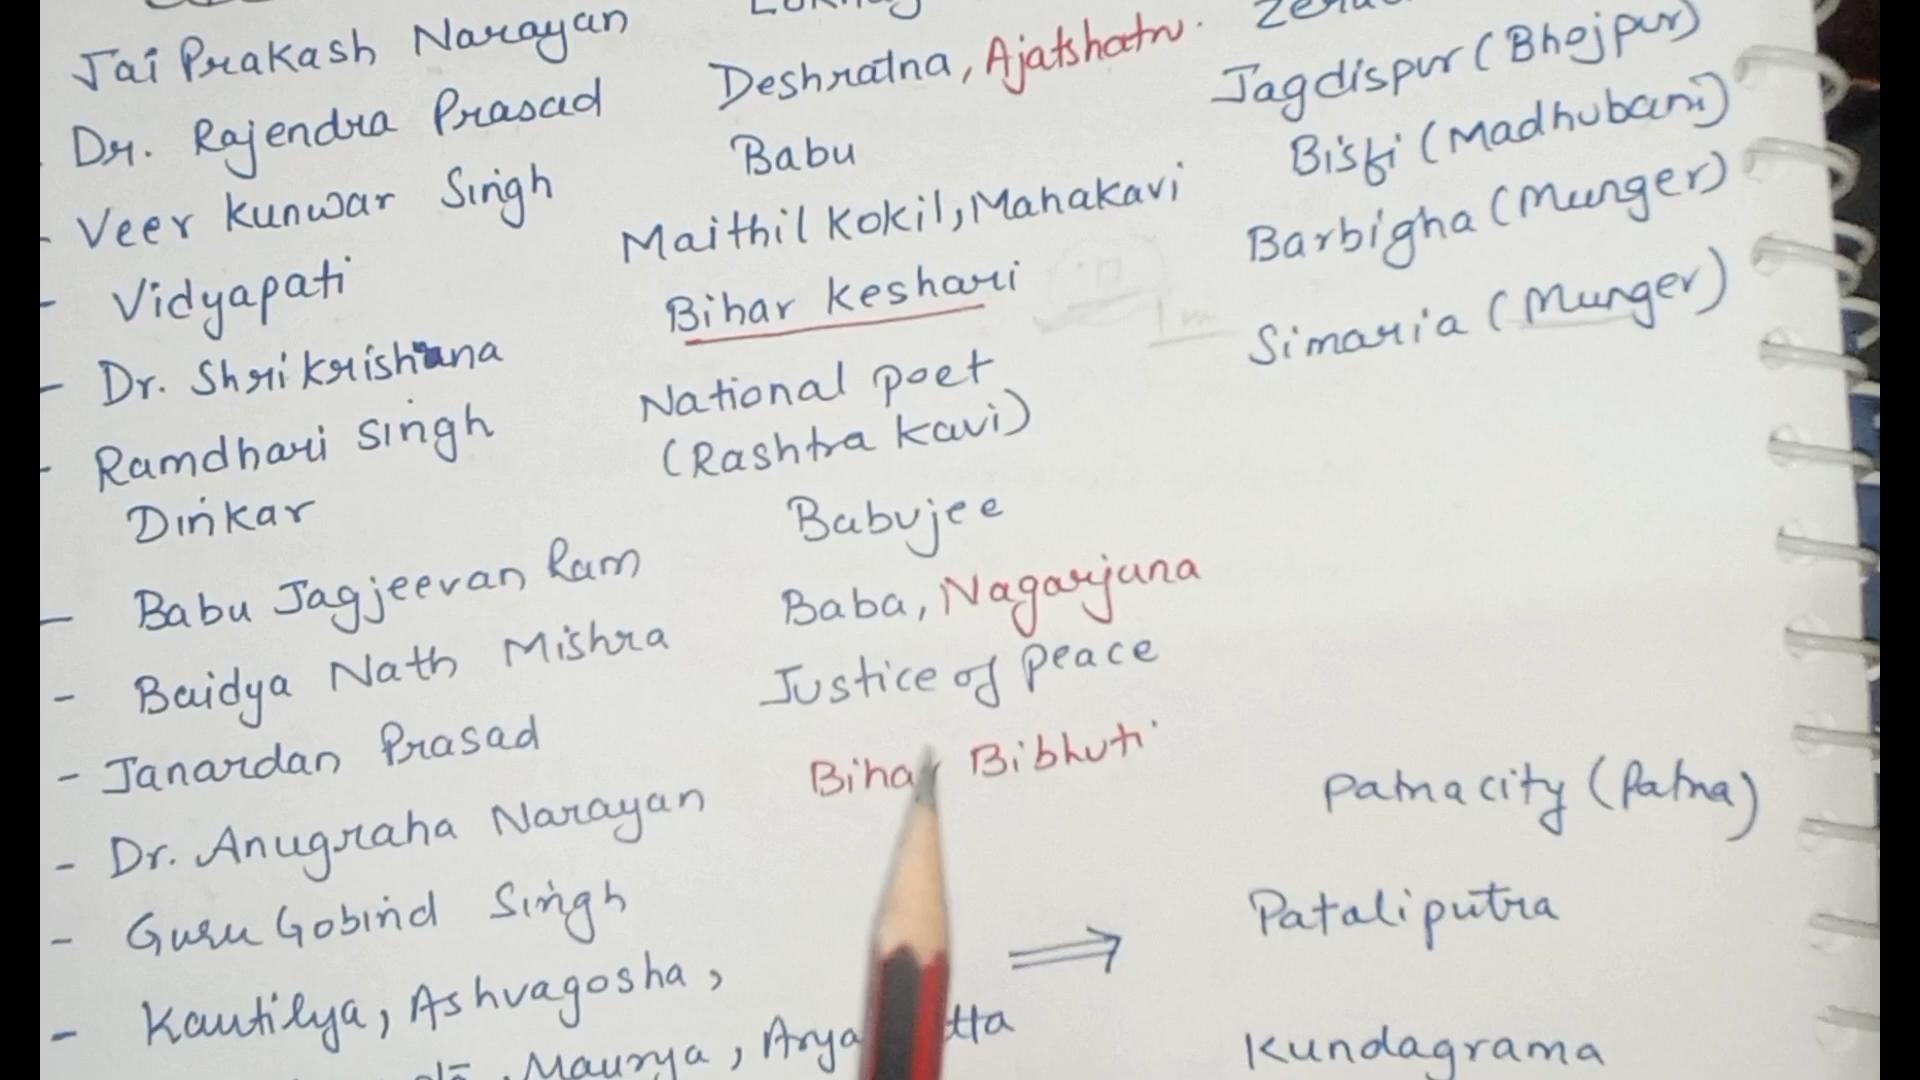 Jai Prakash Narayan
Dr. Rajendra Prasad Deshratna, Ajatshatru
Veer Kunwar Singh Babu Jagdispur (Bhojpur)
Vidyapati Maithil Kokil, Mahakavi Bisfi (Madhubani)
Dr. Shri krishana Bihar Keshari Barbigha (Munger)
Ramdhari Singh National poet Simaria (Munger)
Dinkar (Rashtra Kavi)
Babu Jagjeevan Ram Babujee
Baidya Nath Mishra Baba, Nagarjuna
Janardan Prasad Justice of peace
Dr. Anugraha Narayan Bihar Bibhuti
Guru Gobind Singh Patna city (Patna)
Kautilya, Ashvagosha, ⇒ Pataliputra
Maurya,
Kundagrama